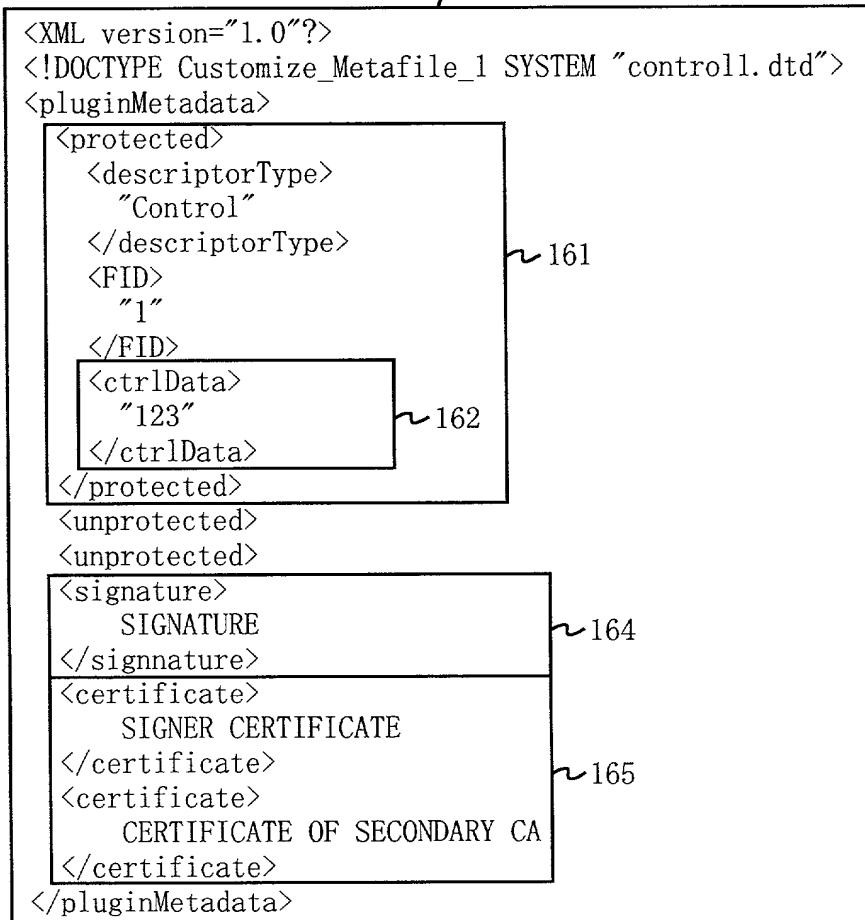 <XML version="1.0"?>
<!DOCTYPE Customize_Metafile_1 SYSTEM "control1.dtd">
<pluginMetadata>
<protected>
<descriptorType>
"Control"
</descriptorType>
161
<FID>
"1"
</FID>
<ctrlData>
"123"
162
</ctrlData>
</protected>
<unprotected>
<unprotected>
<signature>
SIGNATURE
164
</signnature>
<certificate>
SIGNER CERTIFICATE
</certificate>
165
<certificate>
CERTIFICATE OF SECONDARY CA
</certificate>
</pluginMetadata>